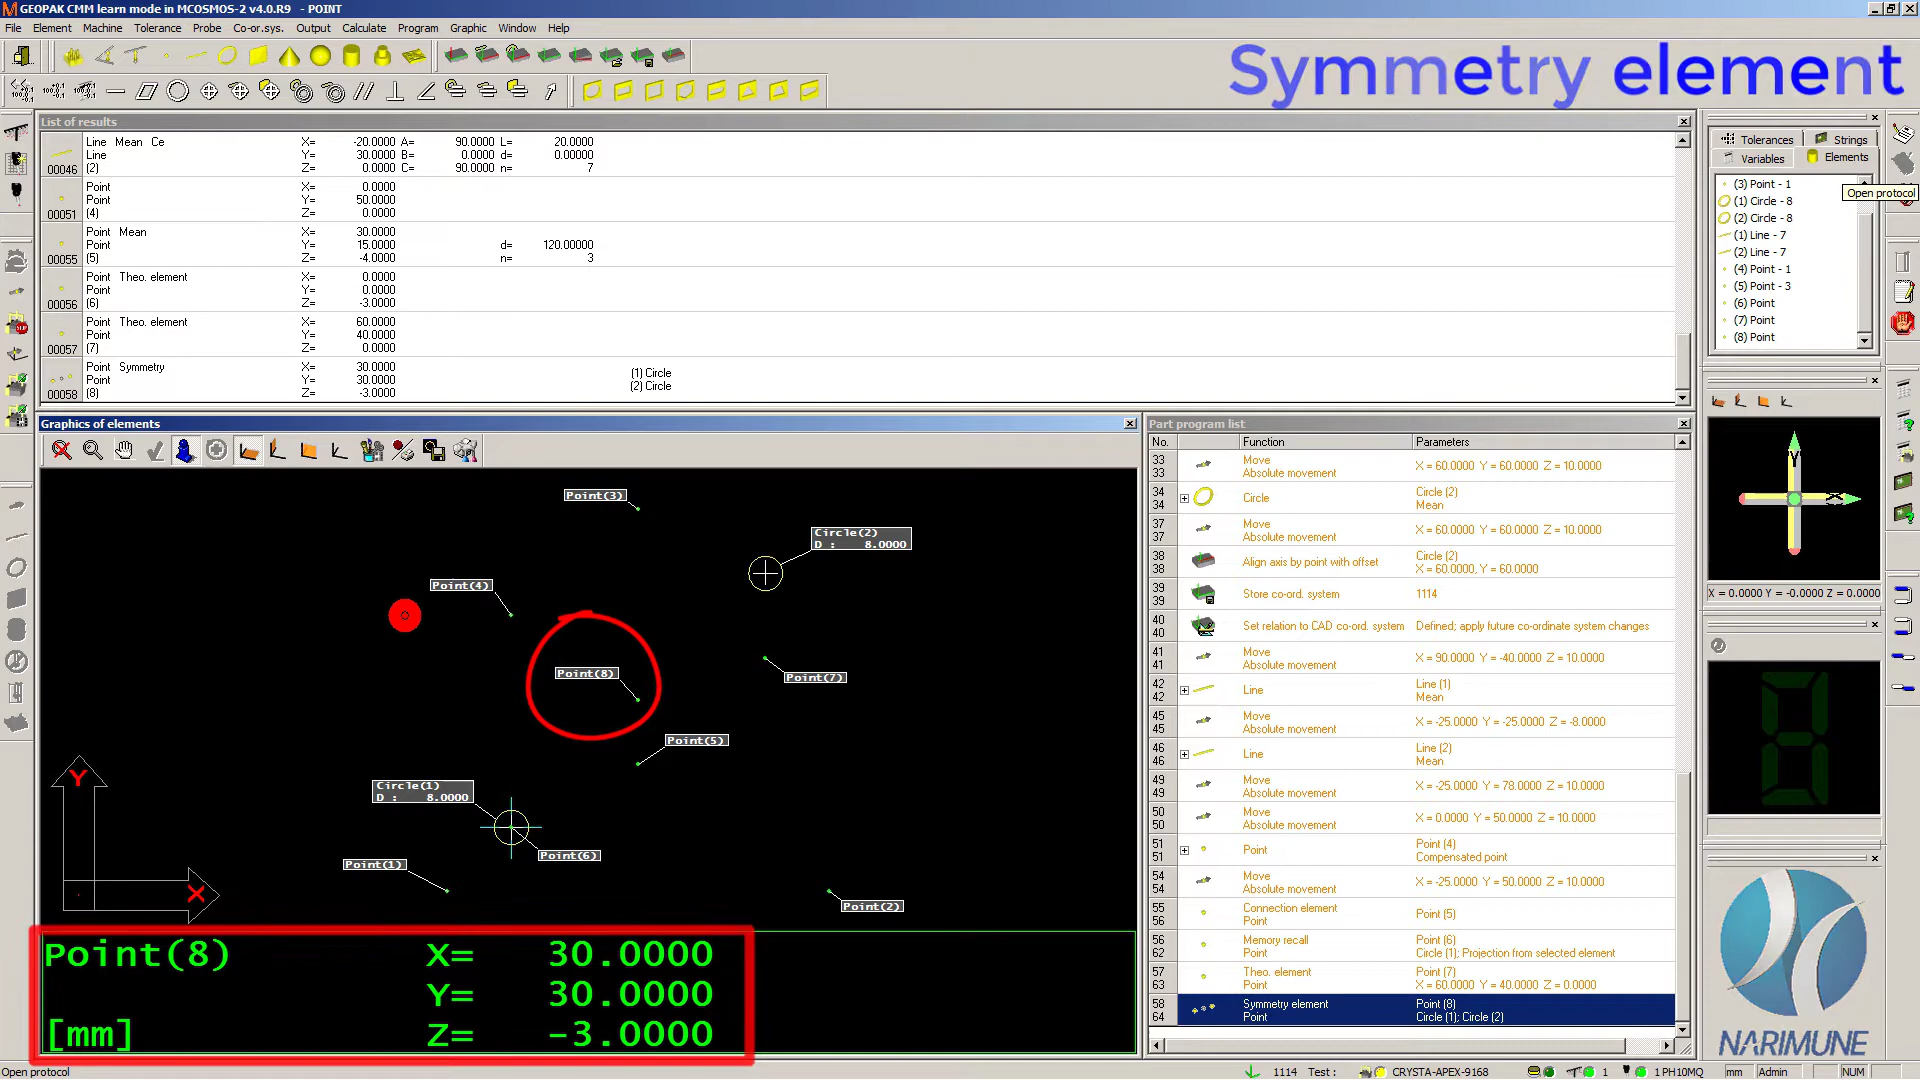 GEOPAK CMM learn mode in MCOSMOS-2 v4.0.R9   - POINT
File Element Machine Tolerance Probe Co-or.sys. Output Calculate Program Graphic Window Help
Symmetry element
List of results
Line Mean Ce X= -20.0000 A= 90.0000 L= 20.0000
Line Y= 30.0000 B= 0.0000 d= 0.00000
00046 (2) Z= 0.0000 C= 90.0000 n= 7
Point X= 0.0000
Point Y= 50.0000
00051 (4) Z= 0.0000
Point Mean X= 30.0000
Point Y= 15.0000 d= 120.00000
00055 (5) Z= -4.0000 n= 3
Point Theo. element X= 0.0000
Point Y= 0.0000
00056 (6) Z= -3.0000
Point Theo. element X= 60.0000
Point Y= 40.0000
00057 (7) Z= 0.0000
Point Symmetry X= 30.0000 (1) Circle
Point Y= 30.0000 (2) Circle
00058 (8) Z= -3.0000
Tolerances Strings
Variables Elements
(3) Point - 1
Open protocol
(1) Circle - 8
(2) Circle - 8
(1) Line - 7
(2) Line - 7
(4) Point - 1
(5) Point - 3
(6) Point
(7) Point
(8) Point
Graphics of elements
Point(3)
Circle(2)
D : 8.0000
Point(4)
Point(8)
Point(7)
Point(5)
Circle(1)
D : 8.0000
Point(6)
Point(1)
Point(2)
Y
X
Point(8) X= 30.0000
Y= 30.0000
[mm] Z= -3.0000
Part program list
No. Function Parameters
33 Move X = 60.0000 Y = 60.0000 Z = 10.0000
33 Absolute movement
34 Circle Circle (2)
34 Mean
37 Move X = 60.0000 Y = 60.0000 Z = 10.0000
37 Absolute movement
38 Align axis by point with offset Circle (2)
38 X = 60.0000, Y = 60.0000
39 Store co-ord. system 1114
39
40 Set relation to CAD co-ord. system Defined; apply future co-ordinate system changes
40
41 Move X = 90.0000 Y = -40.0000 Z = 10.0000
41 Absolute movement
42 Line Line (1)
42 Mean
45 Move X = -25.0000 Y = -25.0000 Z = -8.0000
45 Absolute movement
46 Line Line (2)
46 Mean
49 Move X = -25.0000 Y = 78.0000 Z = 10.0000
49 Absolute movement
50 Move X = 0.0000 Y = 50.0000 Z = 10.0000
50 Absolute movement
51 Point Point (4)
51 Compensated point
54 Move X = -25.0000 Y = 50.0000 Z = 10.0000
54 Absolute movement
55 Connection element Point (5)
56 Point
56 Memory recall Point (6)
62 Point Circle (1); Projection from selected element
57 Theo. element Point (7)
63 Point X = 60.0000 Y = 40.0000 Z = 0.0000
58 Symmetry element Point (8)
64 Point Circle (1); Circle (2)
Y
X
X = 0.0000 Y = -0.0000 Z = 0.0000
NARIMUNE
Open protocol 1114 Test : CRYSTA-APEX-9168 1 1 PH10MQ mm Admin NUM